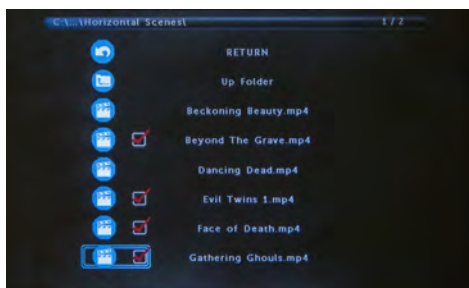 C:\...\Horizontal Scenes\ 1/2
RETURN
Up Folder
Beckoning Beauty.mp4
Beyond The Grave.mp4
Dancing Dead.mp4
Evil Twins 1.mp4
Face of Death.mp4
Gathering Ghouls.mp4